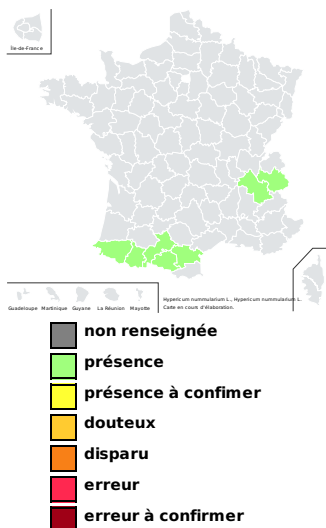 Île-de-France
Guadeloupe Martinique Guyane La Réunion Mayotte
Hypericum nummularium L., Hypericum nummularium L.
Carte en cours d'élaboration.
non renseignée
présence
présence à confimer
douteux
disparu
erreur
erreur à confirmer